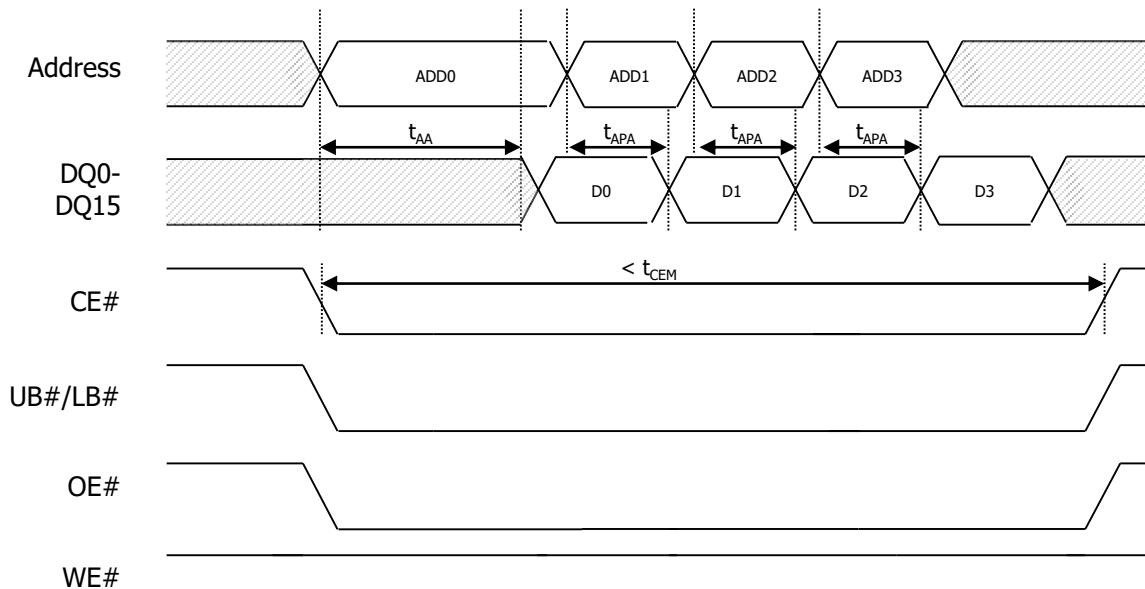 Address
ADD0
ADD1
ADD2
ADD3
tAA
tAPA
tAPA
tAPA
DQ0-
DQ15
D0
D1
D2
D3
< tCEM
CE#
UB#/LB#
OE#
WE#